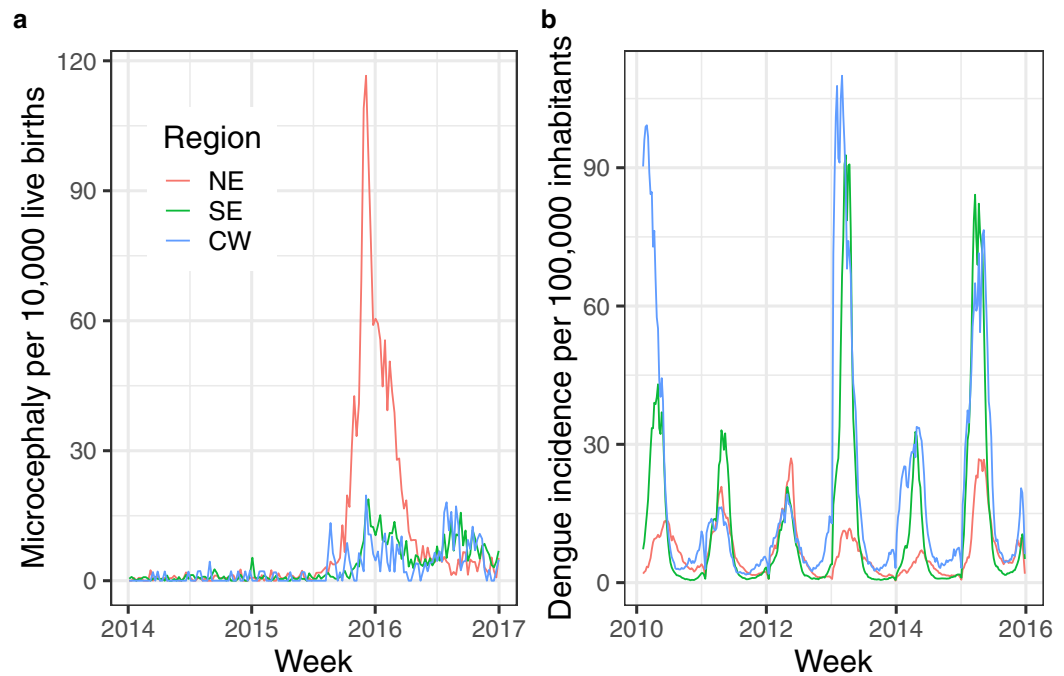 a
Microcephaly per 10,000 live births
120
90
60
30
0
Region
NE
SE
CW
2014 2015 2016 2017
Week
b
Dengue incidence per 100,000 inhabitants
90
60
30
0
2010 2012 2014 2016
Week